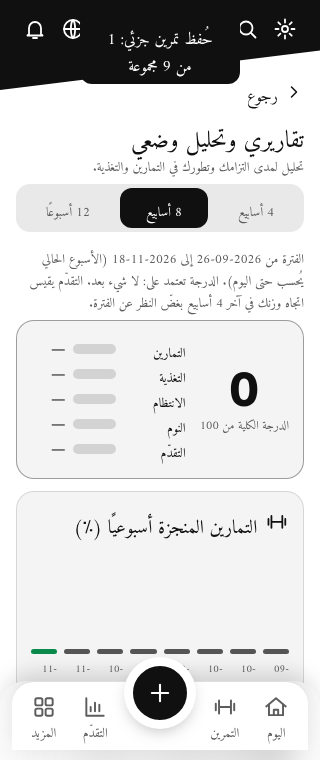 حُفظ تمرين جزئي: 1
من 9 مجموعة
رجوع
تقاريري وتحليل وضعي
تحليل لمدى التزامك وتطورك في التمارين والتغذية.
4 أسابيع
8 أسابيع
12 أسبوعًا
الفترة من 2026-09-26 إلى 2026-11-18 (الأسبوع الحالي
يُحسب حتى اليوم). الدرجة تعتمد على: لا شيء بعد. التقدّم يقيس
اتجاه وزنك في آخر 4 أسابيع بغضّ النظر عن الفترة.
0
الدرجة الكلية من 100
التمارين —
التغذية —
الانتظام —
النوم —
التقدّم —
التمارين المنجزة أسبوعيًا (٪)
09-
10-
10-
10-
11-
11-
اليوم
التمرين
التقدّم
المزيد